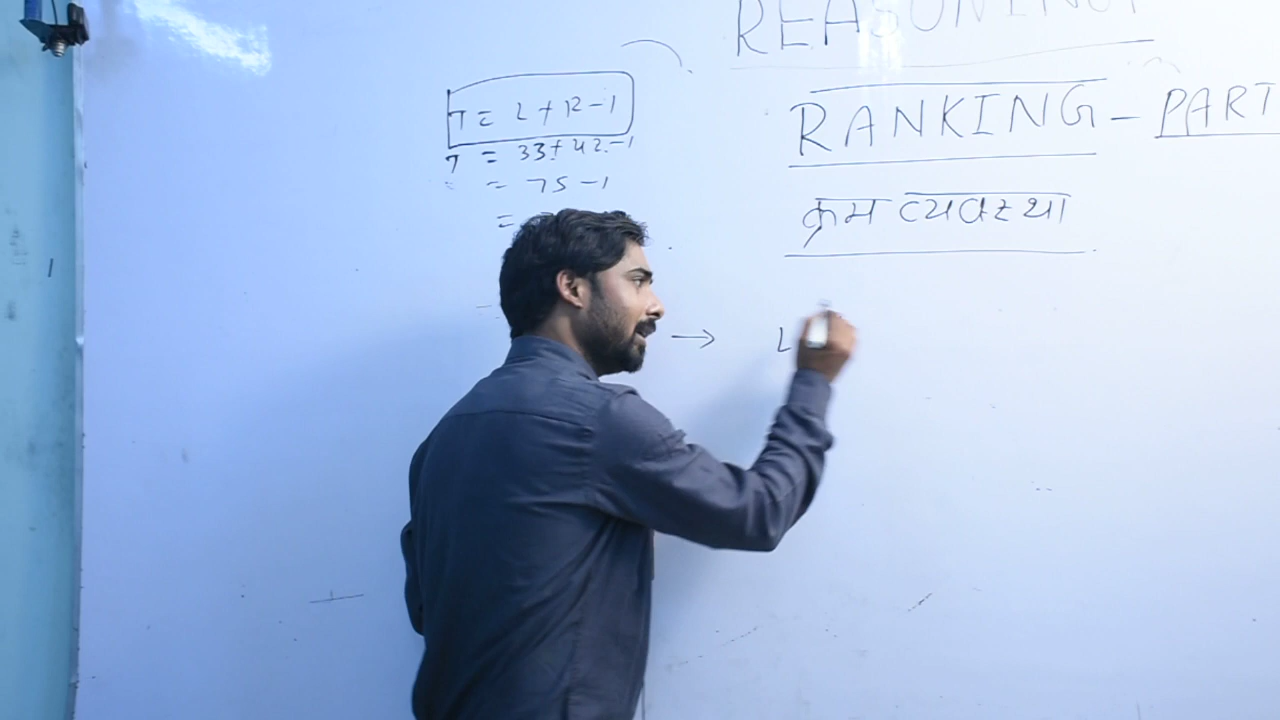 REASONING
RANKING - PART
क्रम व्यवस्था
T = L + R - 1
T = 33 + 42 - 1
= 75 - 1
=
→ L